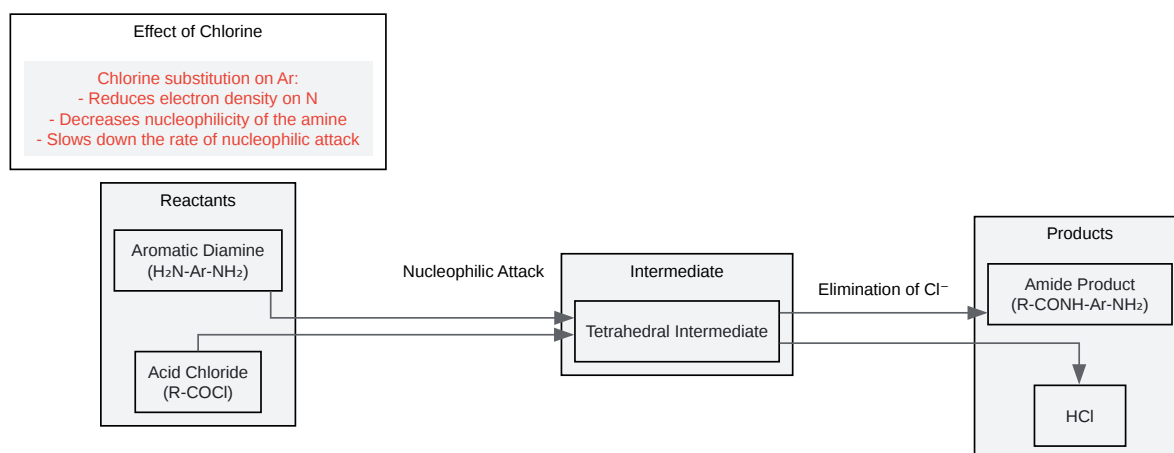 Effect of Chlorine
Chlorine substitution on Ar:
- Reduces electron density on N
- Decreases nucleophilicity of the amine
- Slows down the rate of nucleophilic attack
Reactants
Aromatic Diamine
(H₂N-Ar-NH₂)
Acid Chloride
(R-COCl)
Nucleophilic Attack
Intermediate
Tetrahedral Intermediate
Elimination of Cl⁻
Products
Amide Product
(R-CONH-Ar-NH₂)
HCl